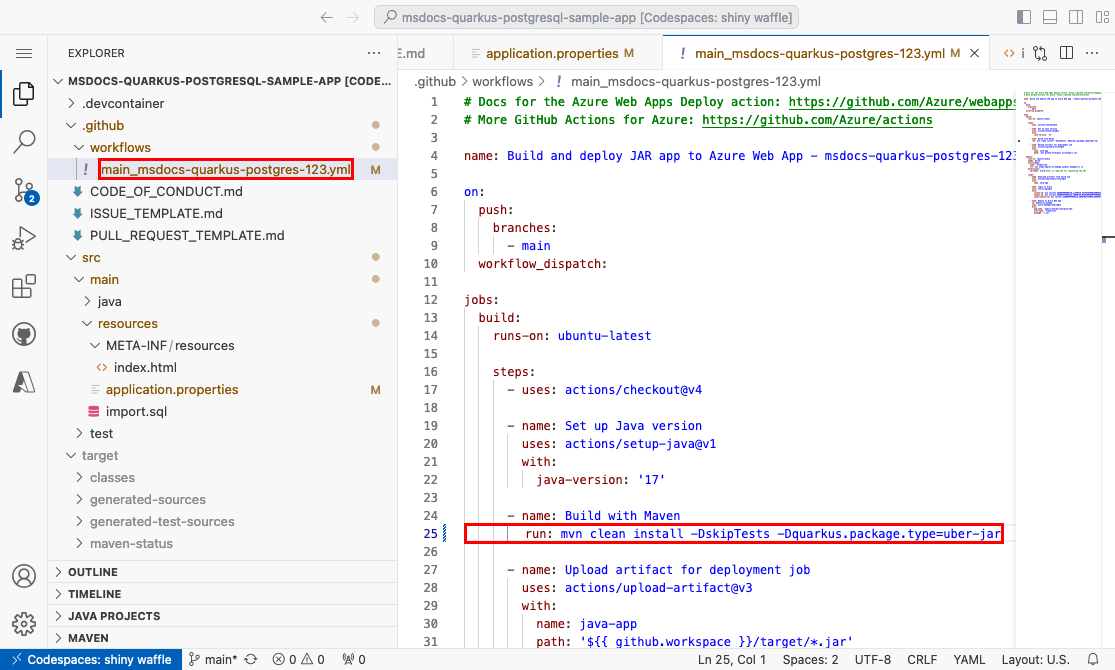 msdocs-quarkus-postgresql-sample-app [Codespaces: shiny waffle]
EXPLORER
MSDOCS-QUARKUS-POSTGRESQL-SAMPLE-APP [CODE...
.devcontainer
.github
workflows
! main_msdocs-quarkus-postgres-123.yml M
CODE_OF_CONDUCT.md
ISSUE_TEMPLATE.md
PULL_REQUEST_TEMPLATE.md
src
main
java
resources
META-INF/resources
<> index.html
application.properties M
import.sql
test
target
classes
generated-sources
generated-test-sources
maven-status
OUTLINE
TIMELINE
JAVA PROJECTS
MAVEN
2
E.md
application.properties M
! main_msdocs-quarkus-postgres-123.yml M
<> i
.github > workflows > ! main_msdocs-quarkus-postgres-123.yml
1 # Docs for the Azure Web Apps Deploy action: https://github.com/Azure/webapps
2 # More GitHub Actions for Azure: https://github.com/Azure/actions
3
4 name: Build and deploy JAR app to Azure Web App - msdocs-quarkus-postgres-123
5
6 on:
7 push:
8 branches:
9 - main
10 workflow_dispatch:
11
12 jobs:
13 build:
14 runs-on: ubuntu-latest
15
16 steps:
17 - uses: actions/checkout@v4
18
19 - name: Set up Java version
20 uses: actions/setup-java@v1
21 with:
22 java-version: '17'
23
24 - name: Build with Maven
25 run: mvn clean install -DskipTests -Dquarkus.package.type=uber-jar
26
27 - name: Upload artifact for deployment job
28 uses: actions/upload-artifact@v3
29 with:
30 name: java-app
31 path: '${{ github.workspace }}/target/*.jar'
Codespaces: shiny waffle main* 0 0 0 Ln 25, Col 1 Spaces: 2 UTF-8 CRLF YAML Layout: U.S.